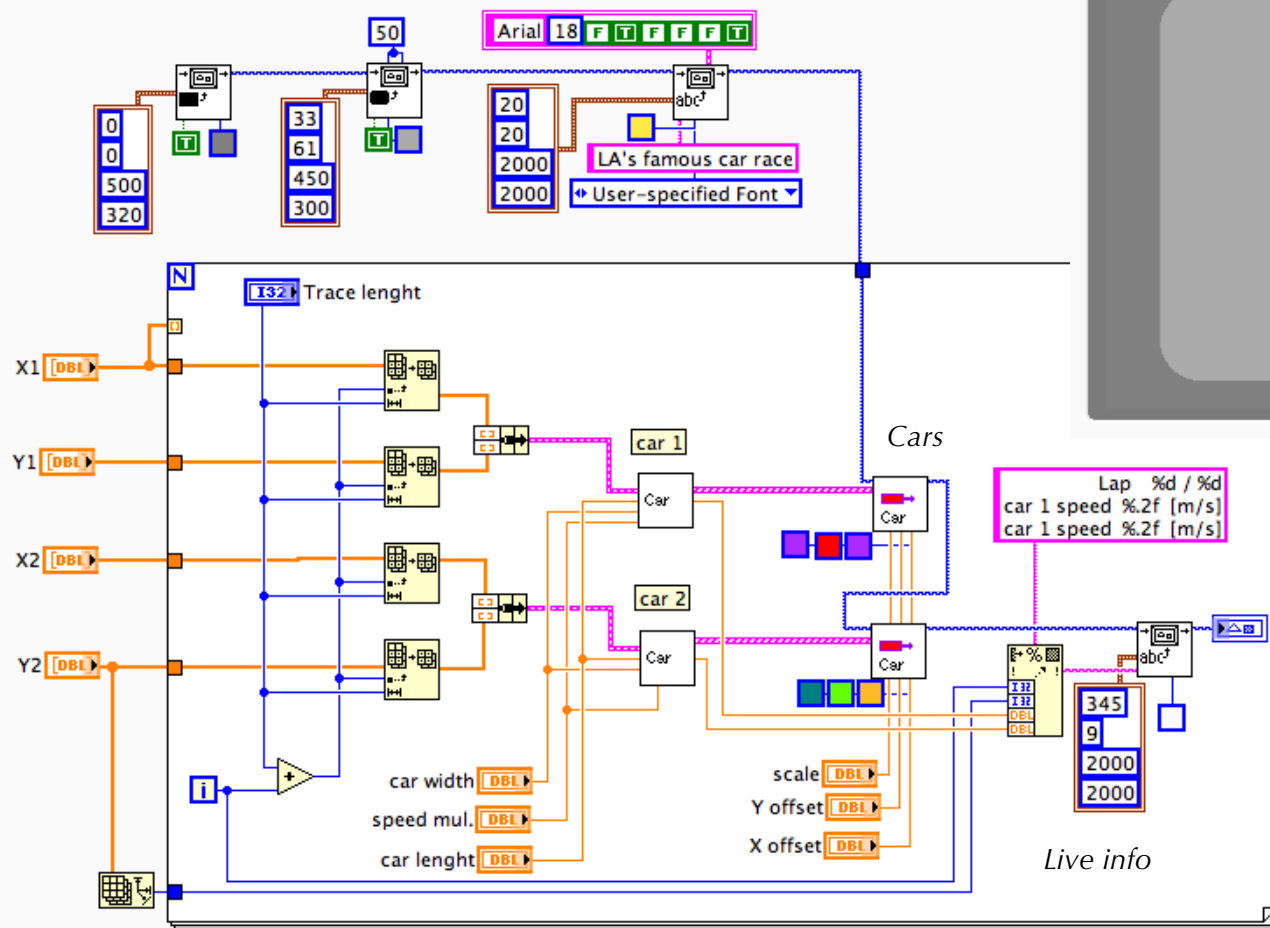 50
Arial 18 F T F F F T
0
0
500
320
T
33
61
450
300
T
20
20
2000
2000
abc
LA's famous car race
User-specified Font
N
I32 Trace lenght
X1 [DBL]
Y1 [DBL]
X2 [DBL]
Y2 [DBL]
car 1
Car
car 2
Car
Cars
Car
Car
Lap %d / %d
car 1 speed %.2f [m/s]
car 1 speed %.2f [m/s]
%
I32
I32
DBL
DBL
abc
345
9
2000
2000
+
i
car width DBL
speed mul. DBL
car lenght DBL
scale DBL
Y offset DBL
X offset DBL
Live info